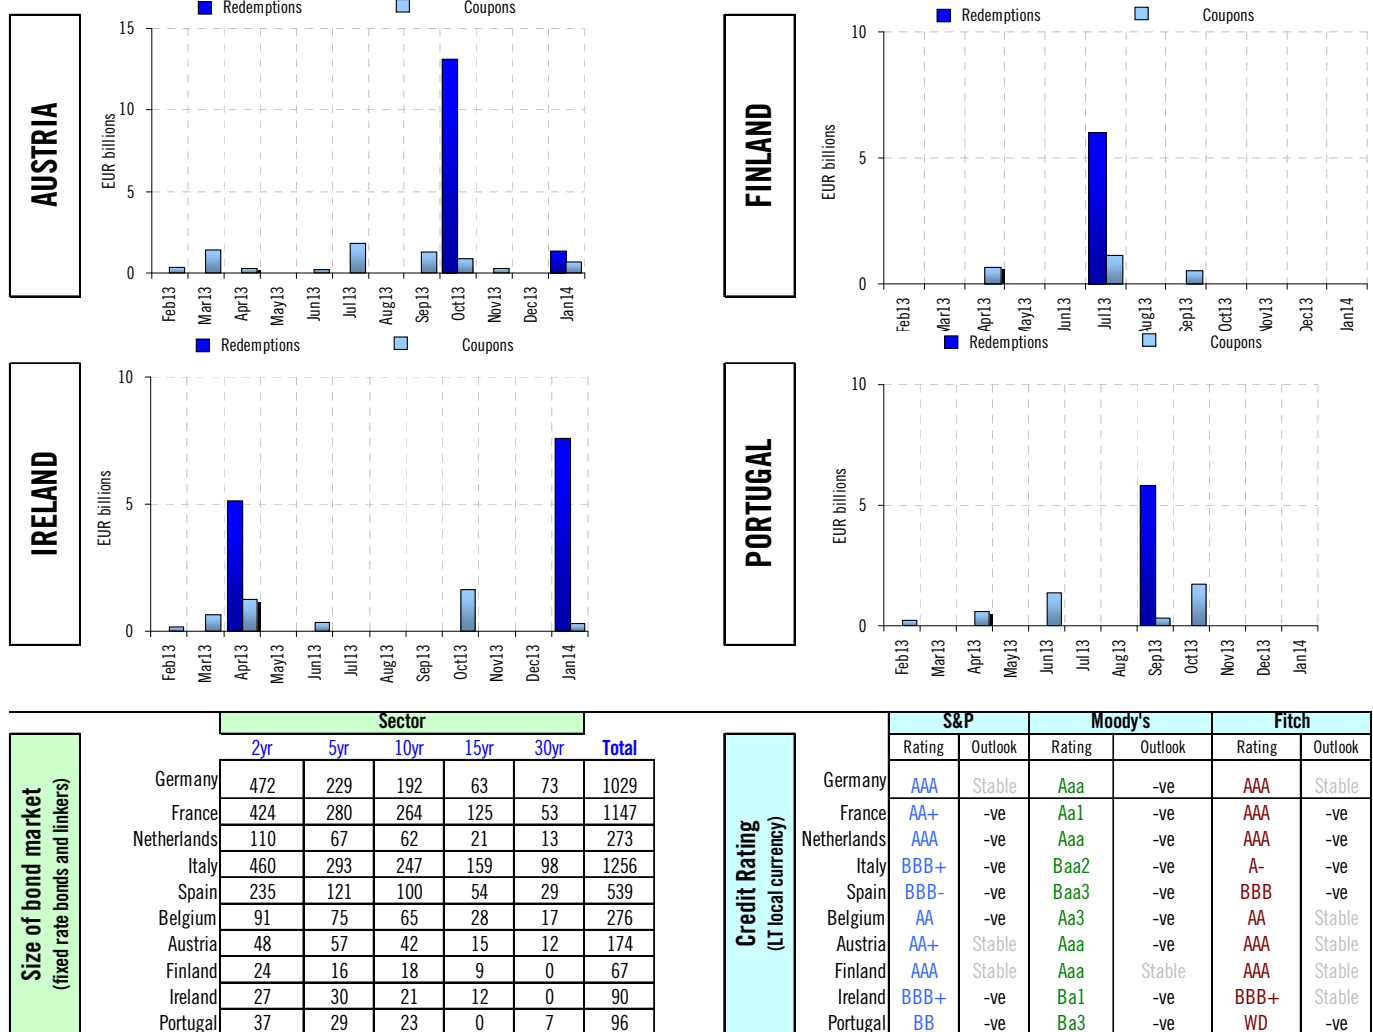 Redemptions Coupons
15
10
5
0
EUR billions
AUSTRIA
Feb13 Mar13 Apr13 May13 Jun13 Jul13 Aug13 Sep13 Oct13 Nov13 Dec13 Jan14
Redemptions Coupons
10
5
0
EUR billions
FINLAND
Feb13 Mar13 Apr13 May13 Jun13 Jul13 Aug13 Sep13 Oct13 Nov13 Dec13 Jan14
Redemptions Coupons
10
5
0
EUR billions
IRELAND
Feb13 Mar13 Apr13 May13 Jun13 Jul13 Aug13 Sep13 Oct13 Nov13 Dec13 Jan14
Redemptions Coupons
10
5
0
EUR billions
PORTUGAL
Feb13 Mar13 Apr13 May13 Jun13 Jul13 Aug13 Sep13 Oct13 Nov13 Dec13 Jan14
Size of bond market
(fixed rate bonds and linkers)
Sector
2yr 5yr 10yr 15yr 30yr Total
Germany 472 229 192 63 73 1029
France 424 280 264 125 53 1147
Netherlands 110 67 62 21 13 273
Italy 460 293 247 159 98 1256
Spain 235 121 100 54 29 539
Belgium 91 75 65 28 17 276
Austria 48 57 42 15 12 174
Finland 24 16 18 9 0 67
Ireland 27 30 21 12 0 90
Portugal 37 29 23 0 7 96
Credit Rating
(LT local currency)
S&P Moody's Fitch
Rating Outlook Rating Outlook Rating Outlook
Germany AAA Stable Aaa -ve AAA Stable
France AA+ -ve Aa1 -ve AAA -ve
Netherlands AAA -ve Aaa -ve AAA -ve
Italy BBB+ -ve Baa2 -ve A- -ve
Spain BBB- -ve Baa3 -ve BBB -ve
Belgium AA -ve Aa3 -ve AA Stable
Austria AA+ Stable Aaa -ve AAA Stable
Finland AAA Stable Aaa Stable AAA Stable
Ireland BBB+ -ve Ba1 -ve BBB+ Stable
Portugal BB -ve Ba3 -ve WD -ve